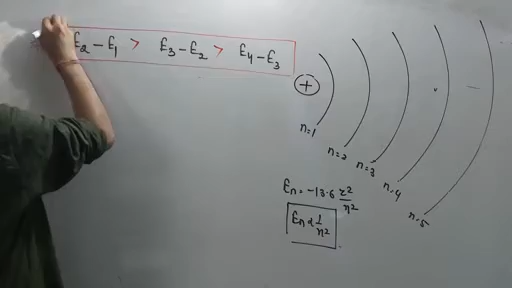 E2 - E1 > E3 - E2 > E4 - E3
+
n=1
n=2
n=3
n=4
n=5
En = -13.6 z²/n²
En α 1/n²